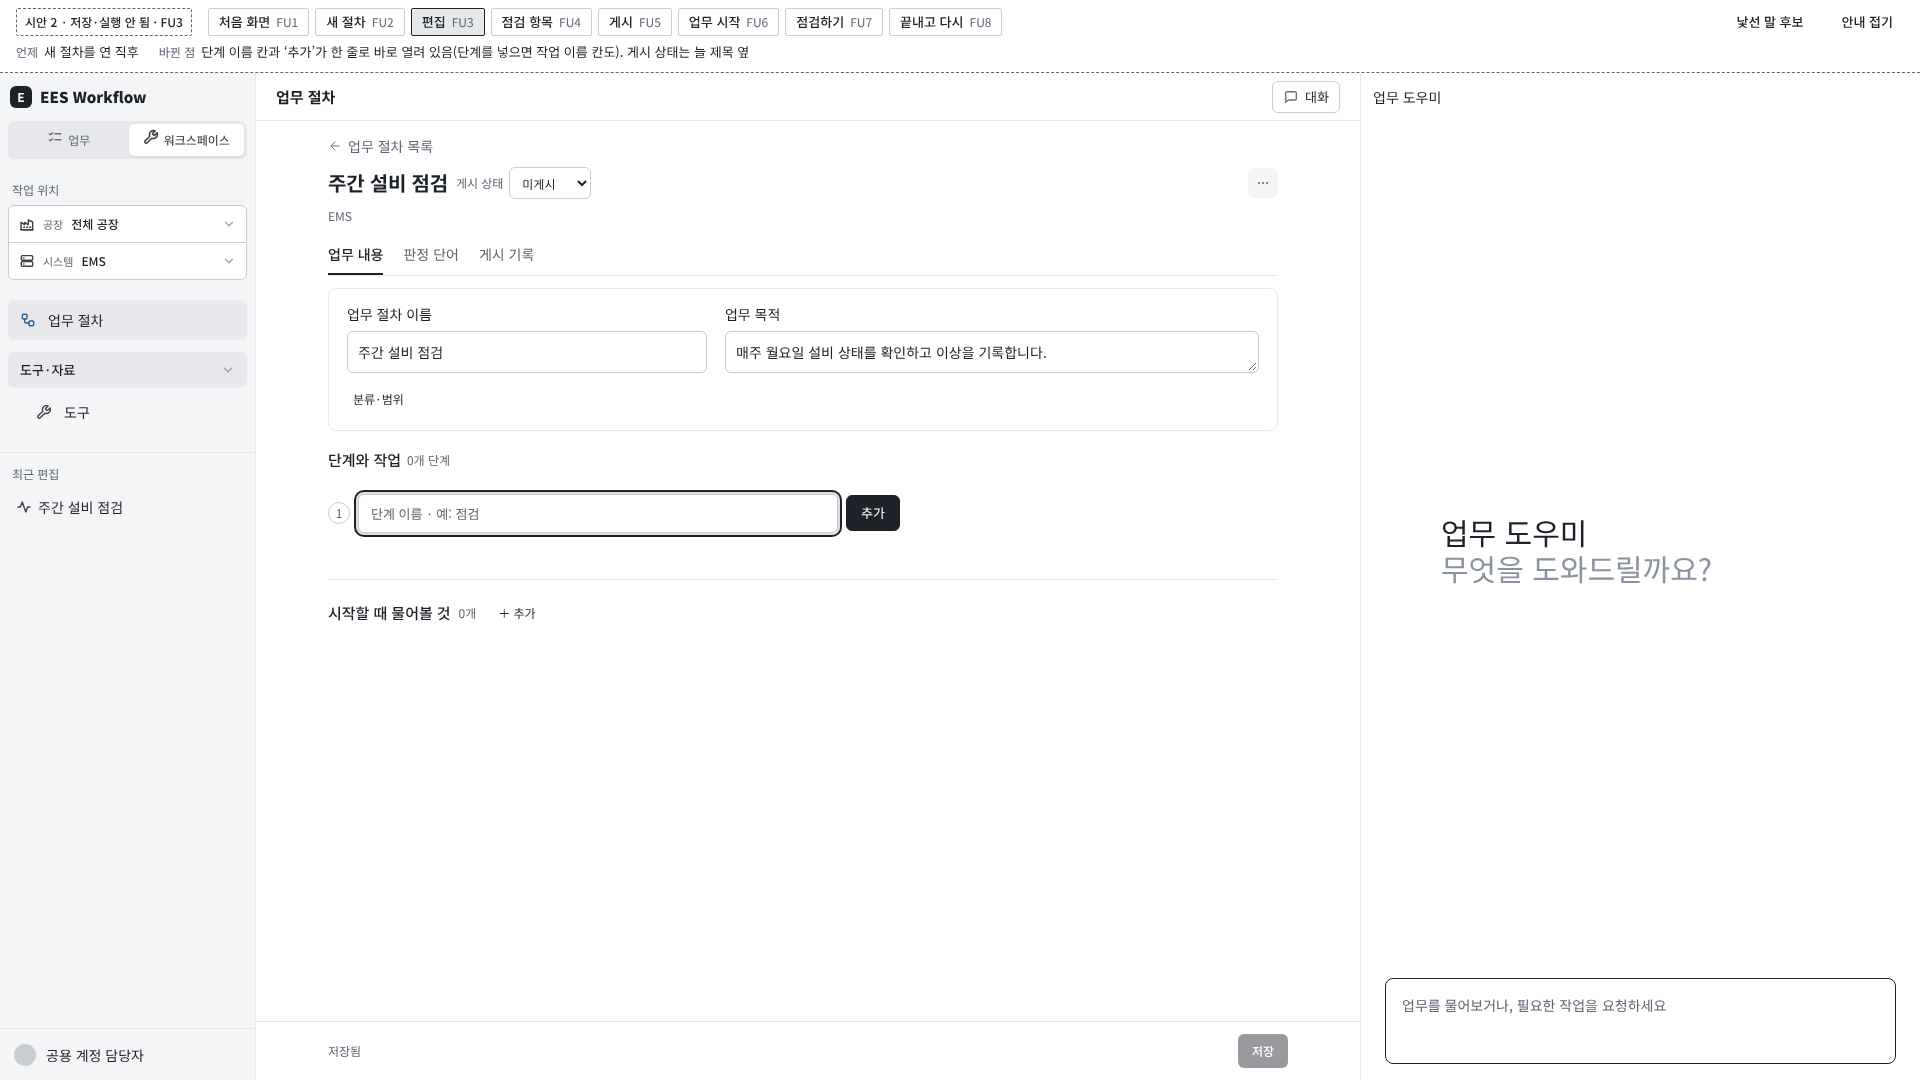 시안 2 · 저장·실행 안 됨 · FU3
처음 화면 FU1
새 절차 FU2
편집 FU3
점검 항목 FU4
게시 FU5
업무 시작 FU6
점검하기 FU7
끝내고 다시 FU8
낯선 말 후보
안내 접기
언제 새 절차를 연 직후
바뀐 점 단계 이름 칸과 ‘추가’가 한 줄로 바로 열려 있음(단계를 넣으면 작업 이름 칸도). 게시 상태는 늘 제목 옆
E EES Workflow
업무
워크스페이스
작업 위치
공장 전체 공장
시스템 EMS
업무 절차
도구·자료
도구
최근 편집
주간 설비 점검
공용 계정 담당자
업무 절차
대화
← 업무 절차 목록
주간 설비 점검 게시 상태 미게시
...
EMS
업무 내용
판정 단어
게시 기록
업무 절차 이름
업무 목적
주간 설비 점검
매주 월요일 설비 상태를 확인하고 이상을 기록합니다.
분류·범위
단계와 작업 0개 단계
1 단계 이름 · 예: 점검 추가
시작할 때 물어볼 것 0개 + 추가
저장됨
저장
업무 도우미
업무 도우미
무엇을 도와드릴까요?
업무를 물어보거나, 필요한 작업을 요청하세요